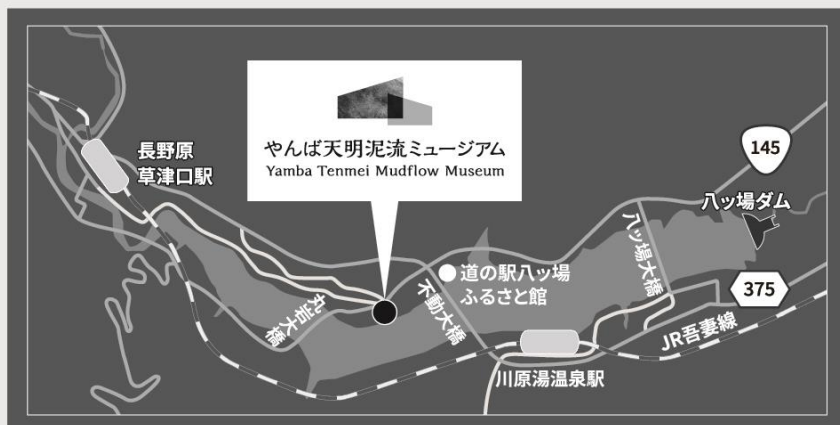 長野原
草津口駅
やんば天明泥流ミュージアム
Yamba Tenmei Mudflow Museum
145
八ッ場ダム
八ッ場大橋
道の駅八ッ場
ふるさと館
不動大橋
丸岩大橋
375
JR吾妻線
川原湯温泉駅